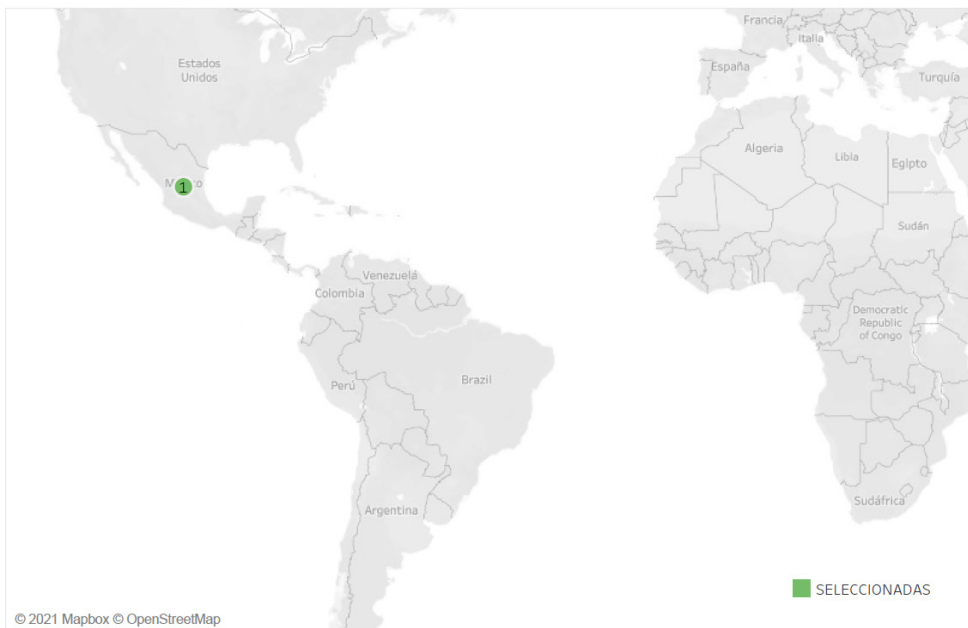 Francia
Italia
Estados
Unidos
España
Turquía
Algeria
Libia
Egipto
México
1
Sudán
Venezuela
Colombia
Democratic
Republic
of Congo
Perú
Brazil
Sudáfrica
Argentina
SELECCIONADAS
© 2021 Mapbox © OpenStreetMap